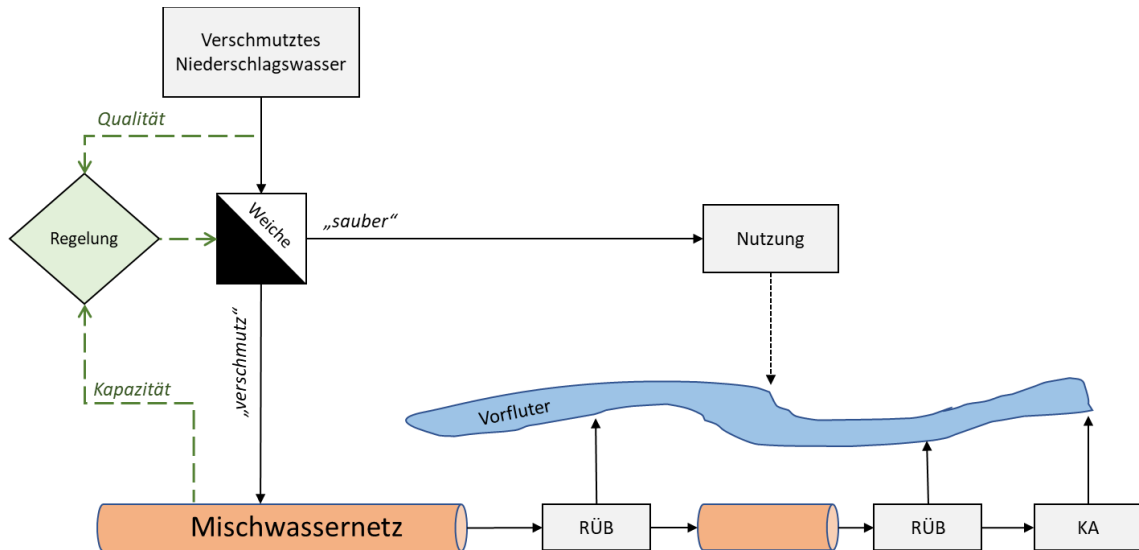 Verschmutztes
Niederschlagswasser
Qualität
Regelung
Weiche
„sauber“
Nutzung
„verschmutz“
Kapazität
Vorfluter
Mischwassernetz
RÜB
RÜB
KA